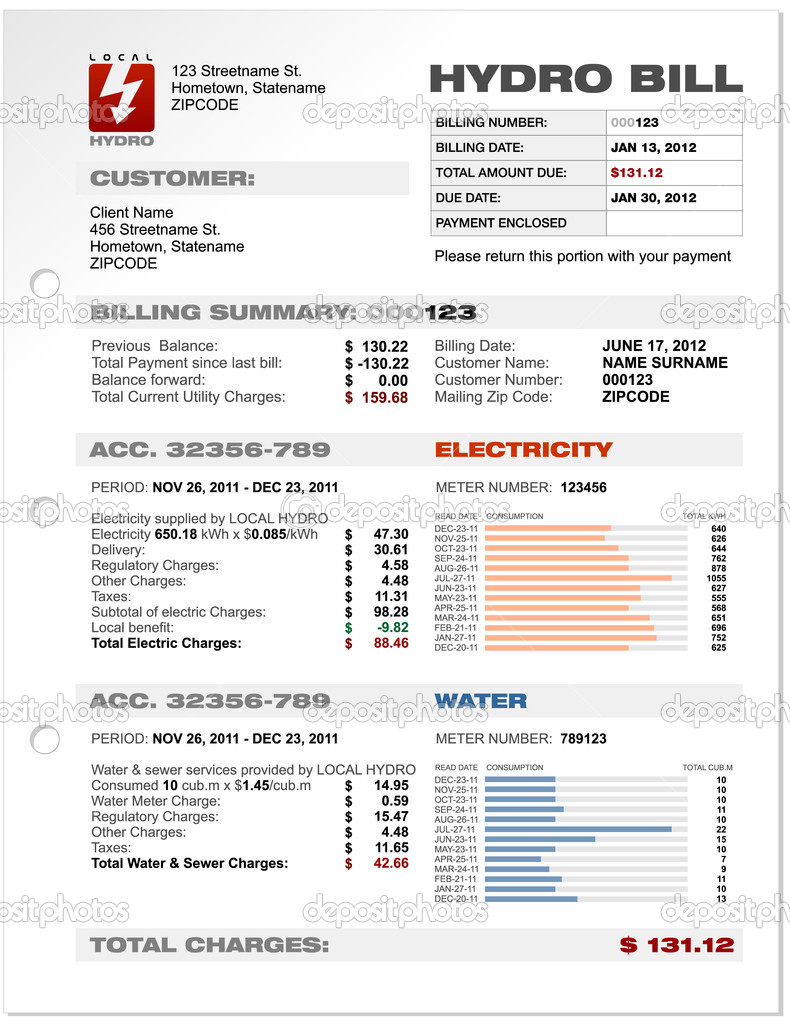 LOCAL
HYDRO
123 Streetname St.
Hometown, Statename
ZIPCODE
HYDRO BILL
BILLING NUMBER: 000123
BILLING DATE: JAN 13, 2012
TOTAL AMOUNT DUE: $131.12
DUE DATE: JAN 30, 2012
PAYMENT ENCLOSED
Please return this portion with your payment
CUSTOMER:
Client Name
456 Streetname St.
Hometown, Statename
ZIPCODE
BILLING SUMMARY: 000123
Previous Balance: $ 130.22
Total Payment since last bill: $ -130.22
Balance forward: $ 0.00
Total Current Utility Charges: $ 159.68
Billing Date: JUNE 17, 2012
Customer Name: NAME SURNAME
Customer Number: 000123
Mailing Zip Code: ZIPCODE
ACC. 32356-789
ELECTRICITY
PERIOD: NOV 26, 2011 - DEC 23, 2011
METER NUMBER: 123456
Electricity supplied by LOCAL HYDRO
Electricity 650.18 kWh x $0.085/kWh $ 47.30
Delivery: $ 30.61
Regulatory Charges: $ 4.58
Other Charges: $ 4.48
Taxes: $ 11.31
Subtotal of electric Charges: $ 98.28
Local benefit: $ -9.82
Total Electric Charges: $ 88.46
READ DATE CONSUMPTION TOTAL KWH
DEC-23-11 640
NOV-25-11 626
OCT-23-11 644
SEP-24-11 762
AUG-26-11 878
JUL-27-11 1055
JUN-23-11 627
MAY-23-11 555
APR-25-11 568
MAR-24-11 651
FEB-21-11 696
JAN-27-11 752
DEC-20-11 625
ACC. 32356-789
WATER
PERIOD: NOV 26, 2011 - DEC 23, 2011
METER NUMBER: 789123
Water & sewer services provided by LOCAL HYDRO
Consumed 10 cub.m x $1.45/cub.m $ 14.95
Water Meter Charge: $ 0.59
Regulatory Charges: $ 15.47
Other Charges: $ 4.48
Taxes: $ 11.65
Total Water & Sewer Charges: $ 42.66
READ DATE CONSUMPTION TOTAL CUB.M
DEC-23-11 10
NOV-25-11 10
OCT-23-11 10
SEP-24-11 11
AUG-26-11 10
JUL-27-11 22
JUN-23-11 15
MAY-23-11 10
APR-25-11 7
MAR-24-11 9
FEB-21-11 11
JAN-27-11 10
DEC-20-11 13
TOTAL CHARGES: $ 131.12
depositphotos